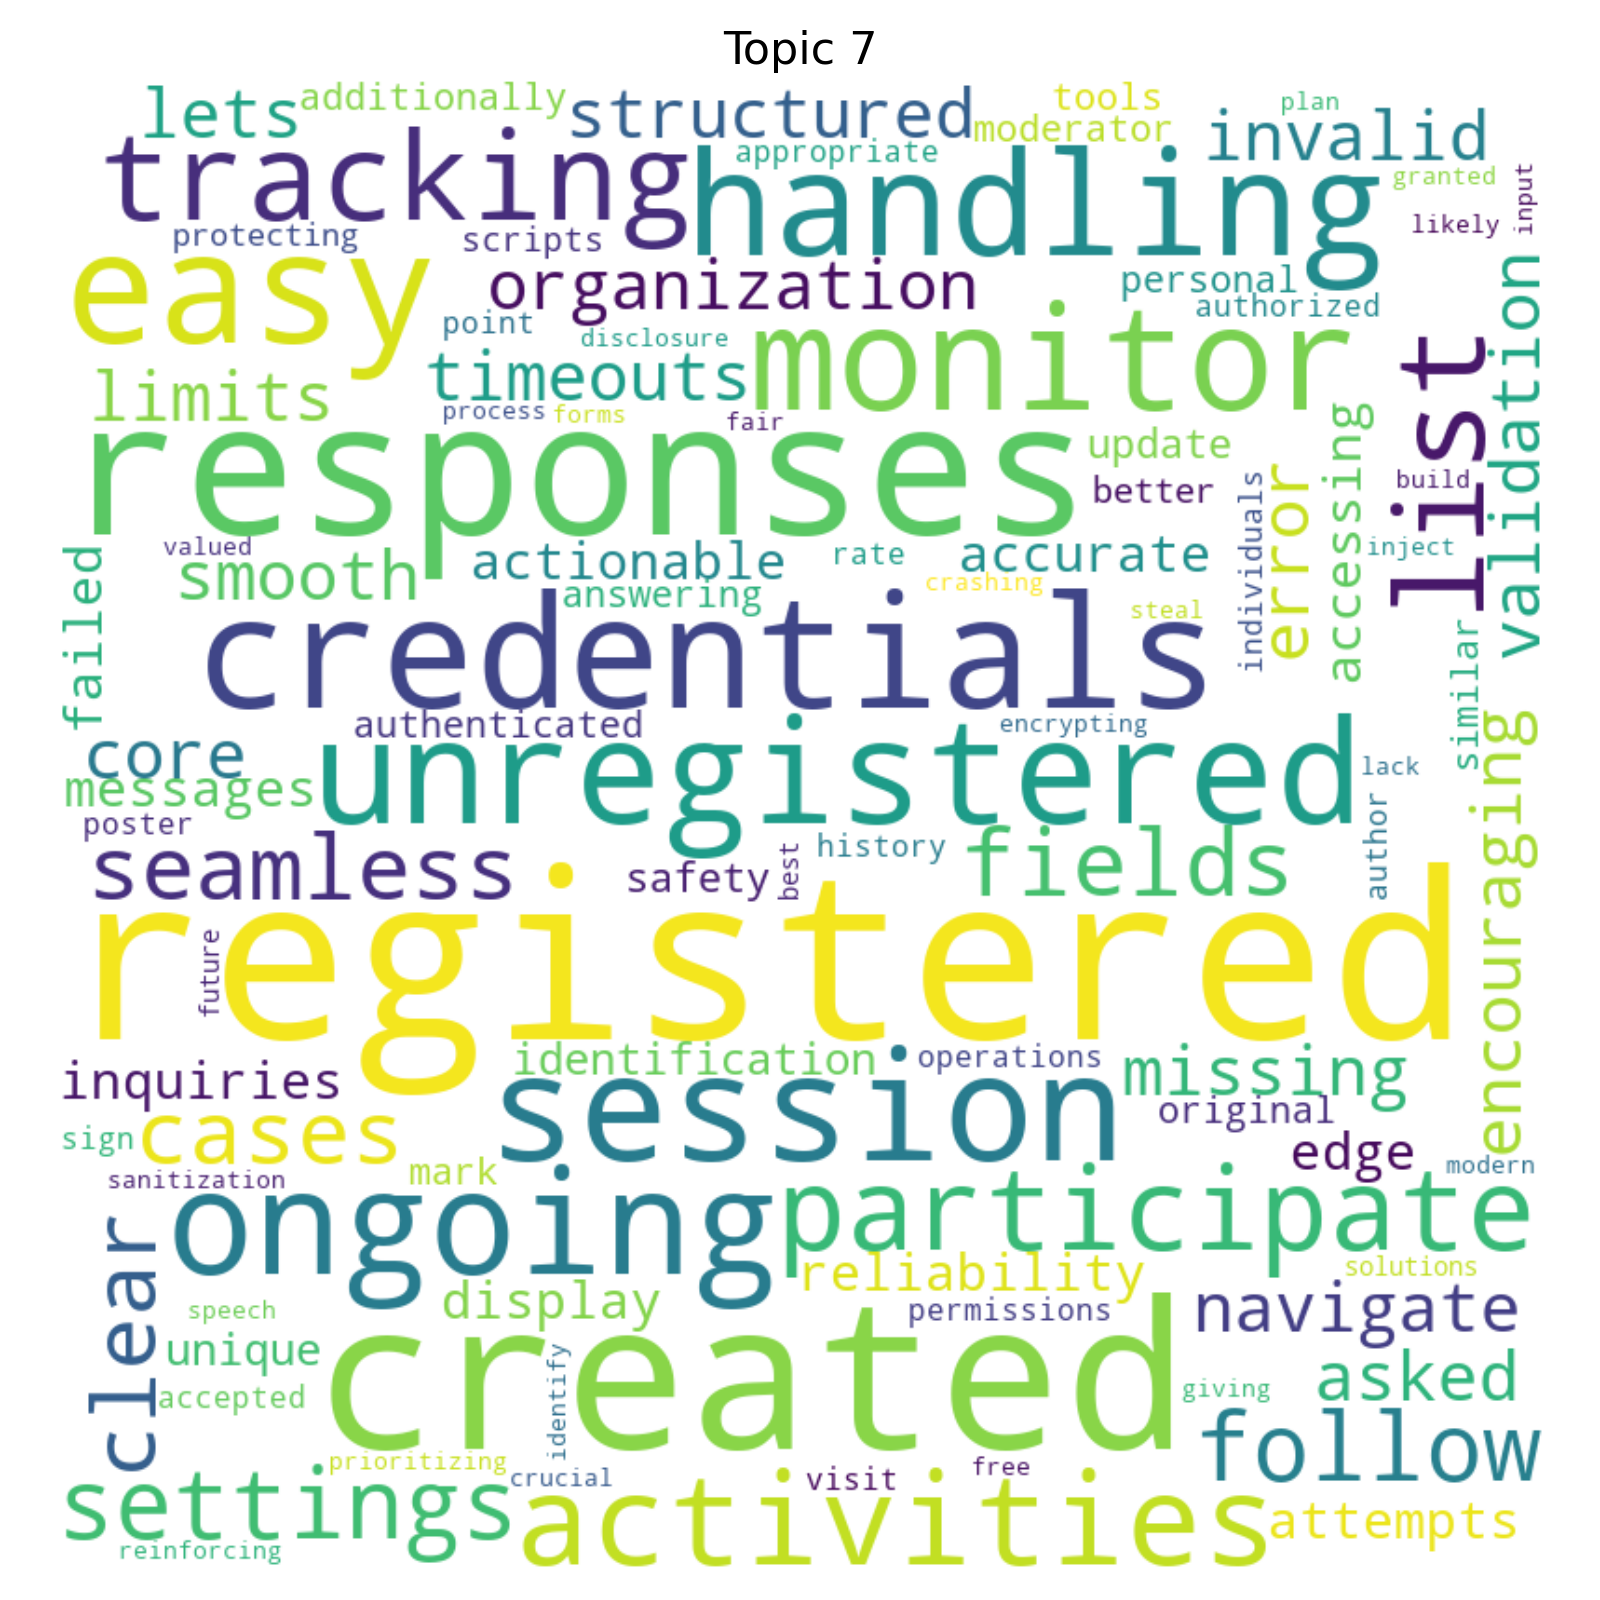 Topic 7
lets
additionally
structured
tools
moderator
plan
invalid
tracking
appropriate
handling
granted
input
likely
protecting
scripts
easy
organization
personal
authorized
point
disclosure
monitor
limits
timeouts
process
forms
fair
list
validation
responses
update
better
individuals
error
accessing
build
inject
valued
smooth
actionable
rate
accurate
crashing
answering
steal
failed
credentials
similar
authenticated
encrypting
core
unregistered
lack
messages
poster
seamless
history
fields
author
safety
best
encouraging
registered
future
identification
operations
missing
inquiries
session
original
sign
cases
edge
modern
mark
sanitization
ongoing
participate
clear
reliability
solutions
speech
display
permissions
navigate
unique
created
identify
asked
accepted
giving
follow
prioritizing
crucial
visit
free
settings
activities
attempts
reinforcing